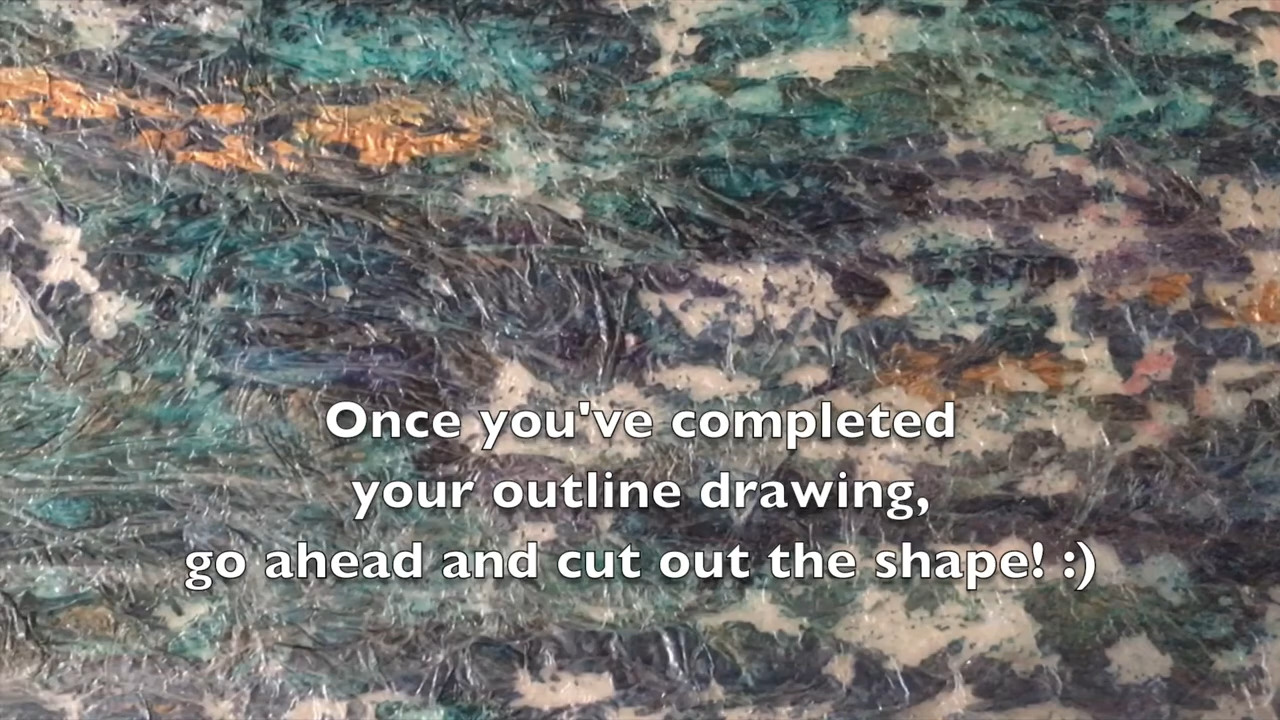 Once you've completed
your outline drawing,
go ahead and cut out the shape! :)